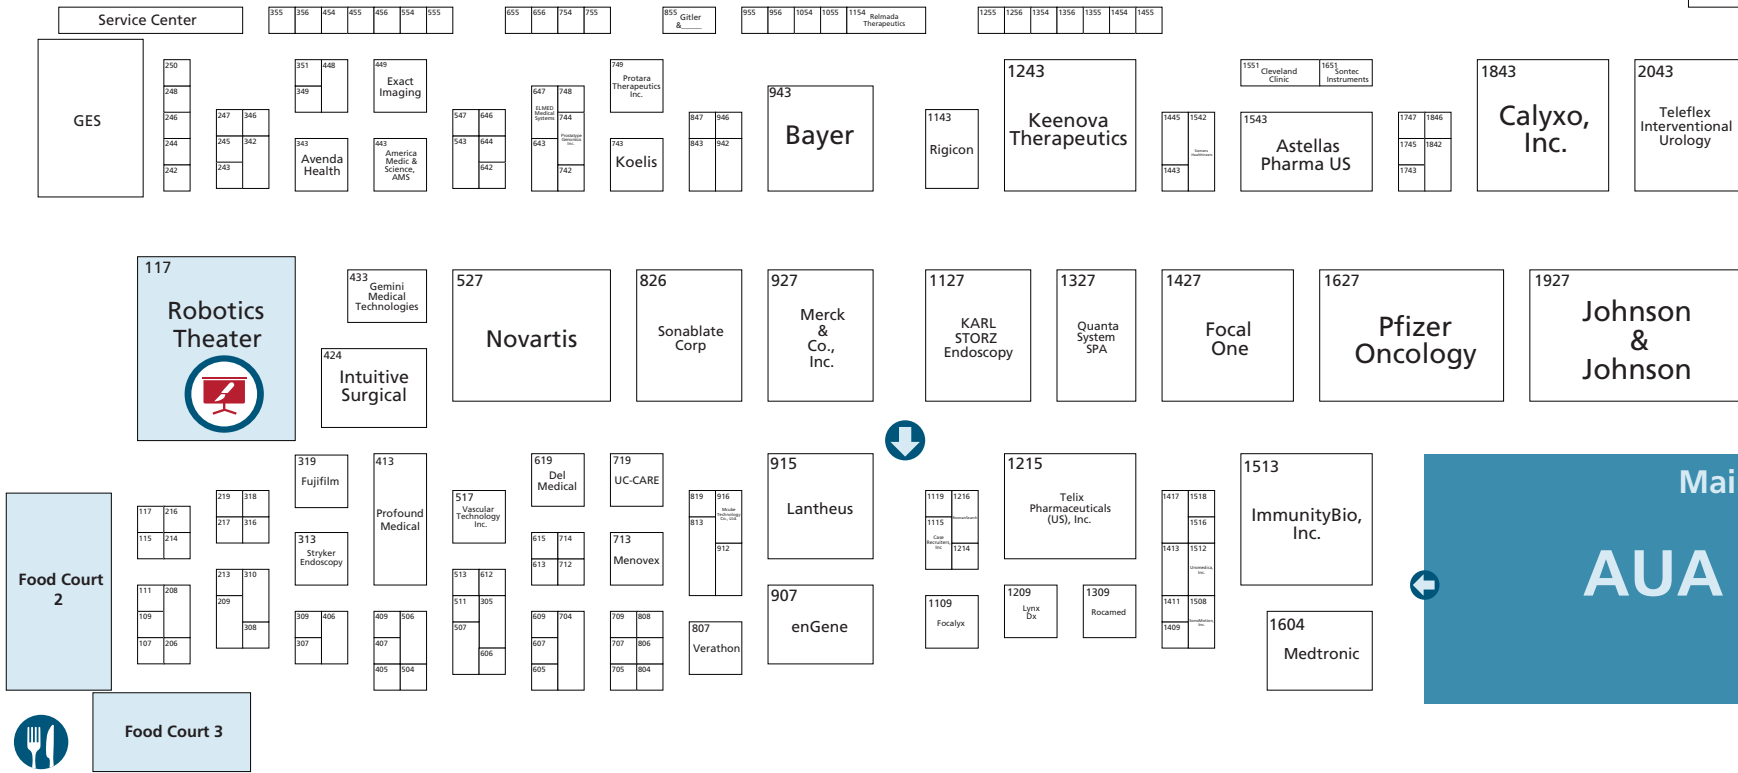 Service Center
355 356 454 455 456 554 555
655 656 754 755
855 Gitler
&
955 956 1054 1055 1154 Relmada
Therapeutics
1255 1256 1354 1356 1355 1454 1455
GES
250
248
246
244
242
247 346
245 342
243
351 448
349
449
Exact
Imaging
343
Avenda
Health
443
America
Medic &
Science,
AMS
547 646
543 644
642
647 748
ELMED
Medical
Systems
744
643
742
749
Protara
Therapeutics
Inc.
743
Koelis
847 946
843 942
943
Bayer
1143
Rigicon
1243
Keenova
Therapeutics
1445 1542
1443
1551
Cleveland
Clinic
1651
Sontec
Instruments
1543
Astellas
Pharma US
1747 1846
1745 1842
1743
1843
Calyxo,
Inc.
2043
Teleflex
Interventional
Urology
117
Robotics
Theater
433
Gemini
Medical
Technologies
424
Intuitive
Surgical
527
Novartis
826
Sonablate
Corp
927
Merck
&
Co.,
Inc.
1127
KARL
STORZ
Endoscopy
1327
Quanta
System
SPA
1427
Focal
One
1627
Pfizer
Oncology
1927
Johnson
&
Johnson
Food Court
2
117 216
115 214
111 208
109
107 206
219 318
217 316
213 310
209
308
319
Fujifilm
313
Stryker
Endoscopy
309 406
307
413
Profound
Medical
409 506
407
405 504
517
Vascular
Technology
Inc.
513 612
511 305
507
606
619
Del
Medical
615 714
613 712
609 704
607
605
719
UC-CARE
713
Menovex
709 808
707 806
705 804
819 916
Mcube
Technology
Co., Ltd.
813
912
807
Verathon
915
Lantheus
907
enGene
1119 1216
1115
Case
Recruiters,
Inc
1214
1109
Focalyx
1215
Telix
Pharmaceuticals
(US), Inc.
1209
Lynx
Dx
1309
Rocamed
1417 1518
1516
1413 1512
Uromedica,
Inc.
1411 1508
1409
1513
ImmunityBio,
Inc.
1604
Medtronic
Mai
AUA
Food Court 3